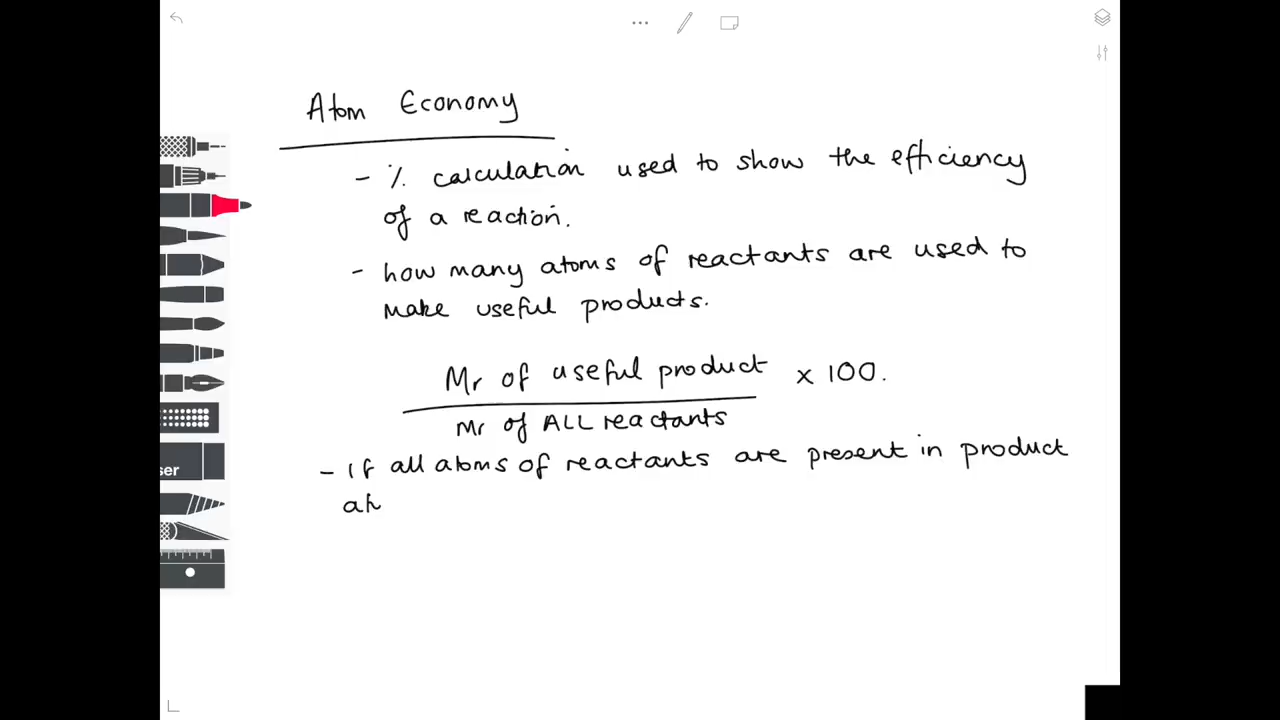 Atom Economy
- % calculation used to show the efficiency
of a reaction.
- how many atoms of reactants are used to
make useful products.
Mr of useful product x 100.
Mr of ALL reactants
- If all atoms of reactants are present in product
ser